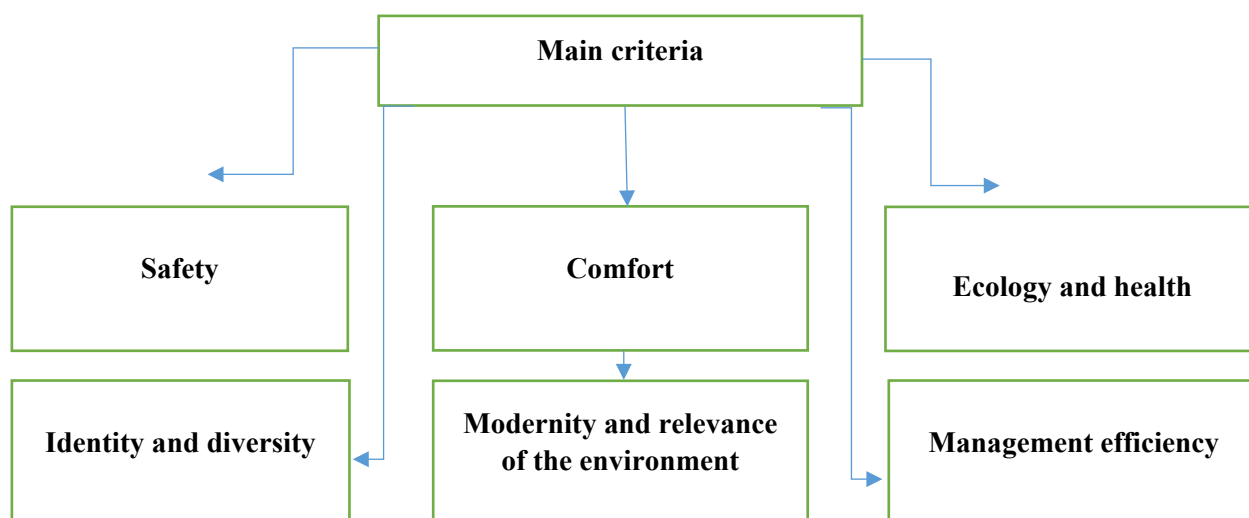 Main criteria
Safety
Comfort
Ecology and health
Identity and diversity
Modernity and relevance
of the environment
Management efficiency